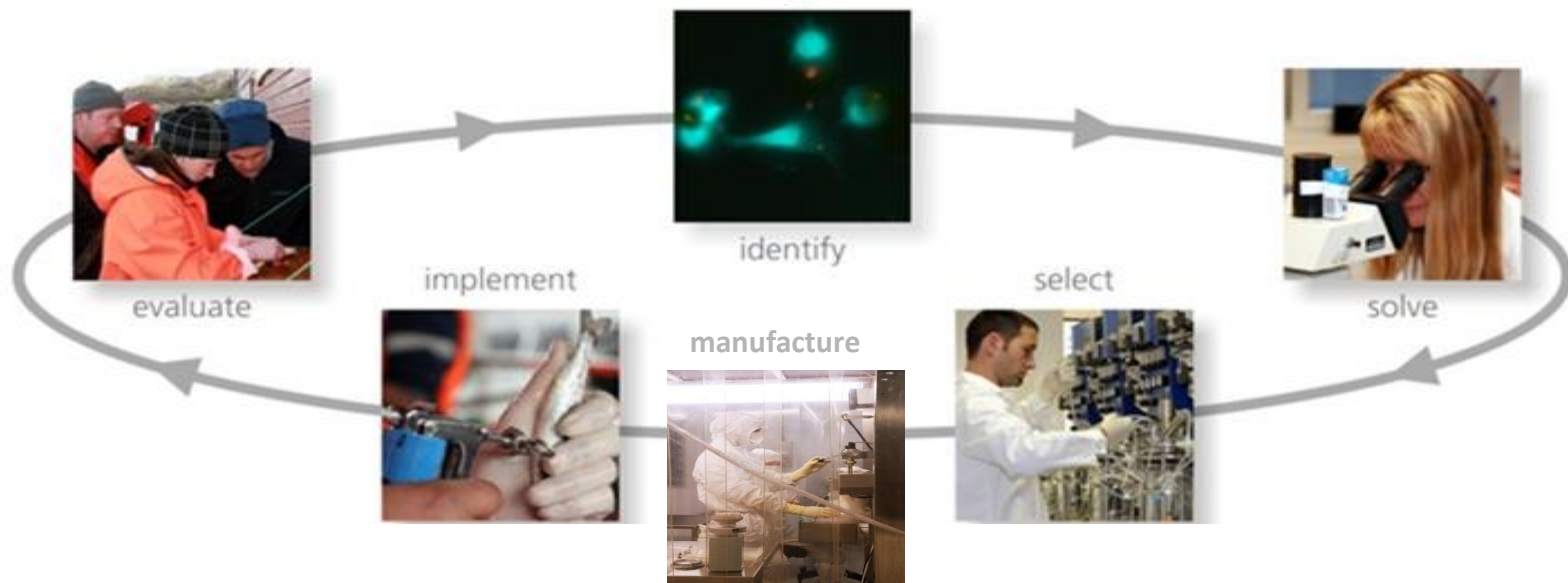 identify
evaluate
implement
select
solve
manufacture